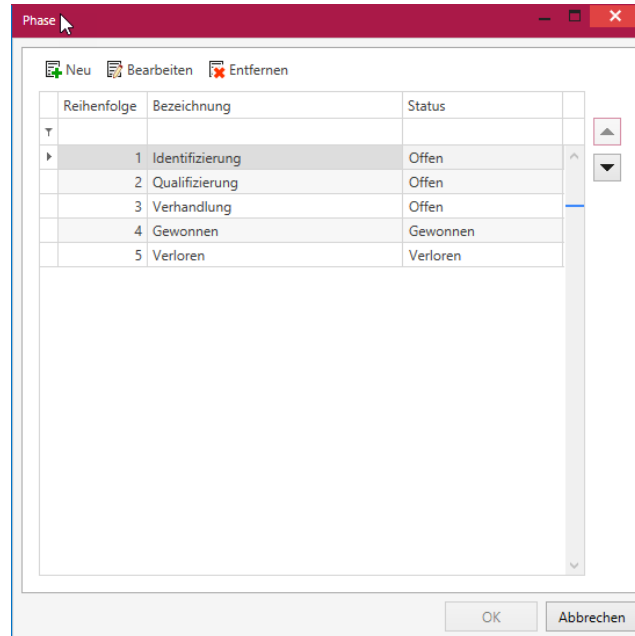 Phase
Neu Bearbeiten Entfernen
Reihenfolge Bezeichnung Status
1 Identifizierung Offen
2 Qualifizierung Offen
3 Verhandlung Offen
4 Gewonnen Gewonnen
5 Verloren Verloren
OK Abbrechen